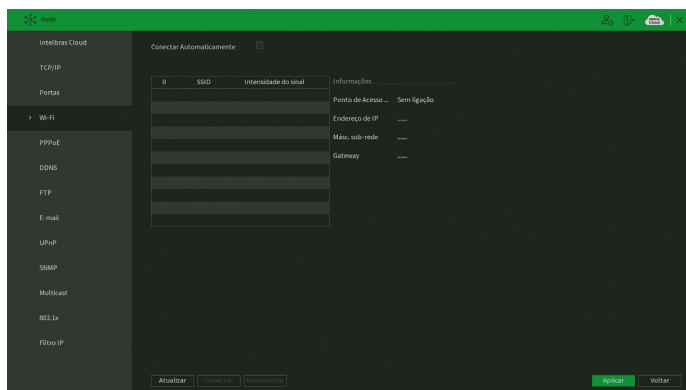 Rede
Intelbras Cloud
TCP/IP
Portas
Wi-Fi
PPPoE
DDNS
FTP
E-mail
UPnP
SNMP
Multicast
802.1x
Filtro IP
Conectar Automaticamente
0 SSID Intensidade do sinal
Informações
Ponto de Acesso ... Sem ligação
Endereço de IP
Másc. sub-rede
Gateway
Atualizar Conectar Desconectar
Aplicar Voltar